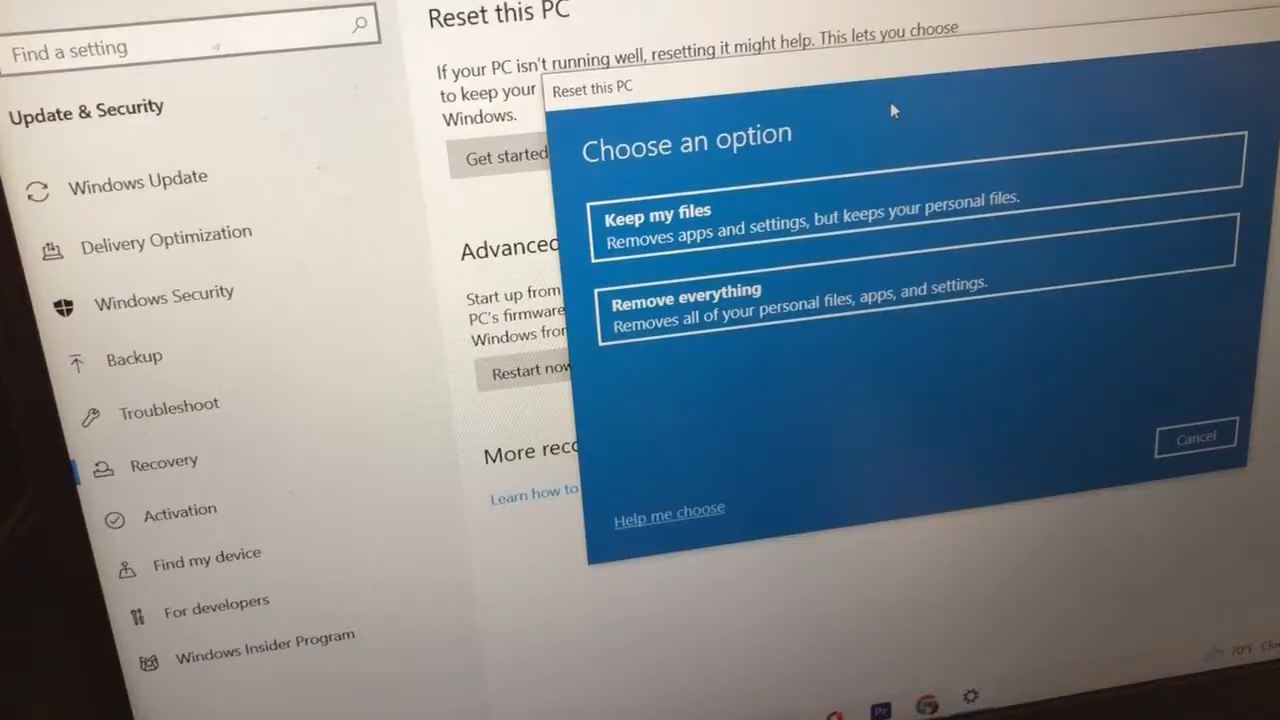 Find a setting
Update & Security
Windows Update
Delivery Optimization
Windows Security
Backup
Troubleshoot
Recovery
Activation
Find my device
For developers
Windows Insider Program
Reset this PC
If your PC isn't running well, resetting it might help. This lets you choose
to keep your
Windows.
Get started
Advanced
Start up from
PC's firmware
Windows from
Restart now
More reco
Learn how to
Reset this PC
Choose an option
Keep my files
Removes apps and settings, but keeps your personal files.
Remove everything
Removes all of your personal files, apps, and settings.
Cancel
Help me choose
Pr
70°F Clo